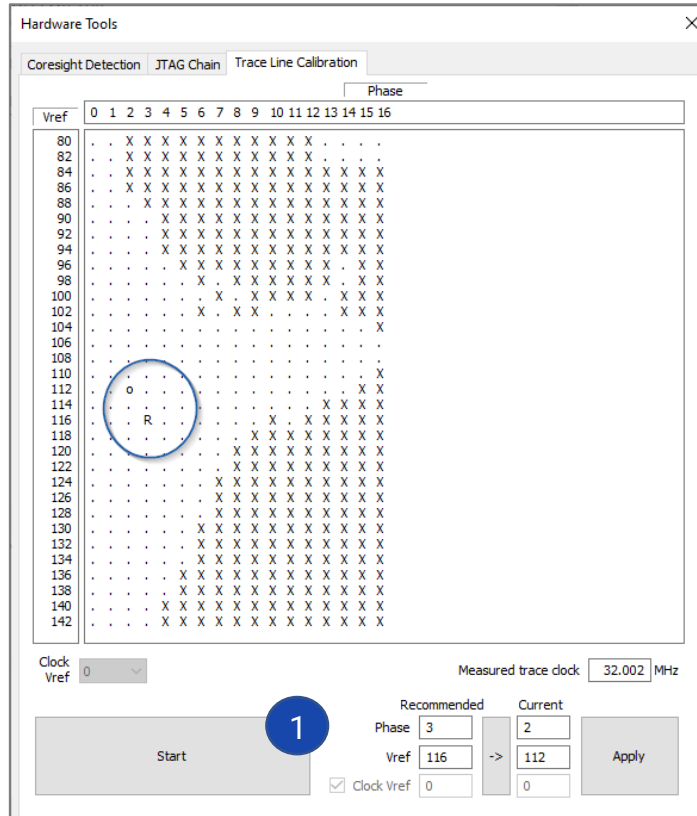 Hardware Tools
Coresight Detection JTAG Chain Trace Line Calibration
Phase
Vref 0 1 2 3 4 5 6 7 8 9 10 11 12 13 14 15 16
80 . . X X X X X X X X X X X . . . .
82 . . X X X X X X X X X X X . . . .
84 . . X X X X X X X X X X X X X X X
86 . . X X X X X X X X X X X X X X X
88 . . . X X X X X X X X X X X X X X
90 . . . . X X X X X X X X X X X X X
92 . . . . X X X X X X X X X X X X X
94 . . . . X X X X X X X X X X X X X
96 . . . . . X X X X X X X X X . X X
98 . . . . . . X . X X X X X X . X X
100 . . . . . . . X . X X X X . X X X
102 . . . . . . X . X X . . . . X X X
104 . . . . . . . . . . . . . . . . X
106 . . . . . . . . . . . . . . . . .
108 . . . . . . . . . . . . . . . . .
110 . . . . . . . . . . . . . . . . X
112 . . o . . . . . . . . . . . . X X
114 . . . . . . . . . . . . . X X X X
116 . . . R . . . . . . X . X X X X X
118 . . . . . . . . . X X X X X X X X
120 . . . . . . . . X X X X X X X X X
122 . . . . . . . . X X X X X X X X X
124 . . . . . . . X X X X X X X X X X
126 . . . . . . . X X X X X X X X X X
128 . . . . . . . X X X X X X X X X X
130 . . . . . . X X X X X X X X X X X
132 . . . . . . X X X X X X X X X X X
134 . . . . . . X X X X X X X X X X X
136 . . . . . X X X X X X X X X X X X
138 . . . . . X X X X X X X X X X X X
140 . . . . X X X X X X X X X X X X X
142 . . . . X X X X X X X X X X X X X
Clock Vref 0 Measured trace clock 32.002 MHz
1
Recommended Current
Phase 3 2
Start Vref 116 -> 112 Apply
Clock Vref 0 0